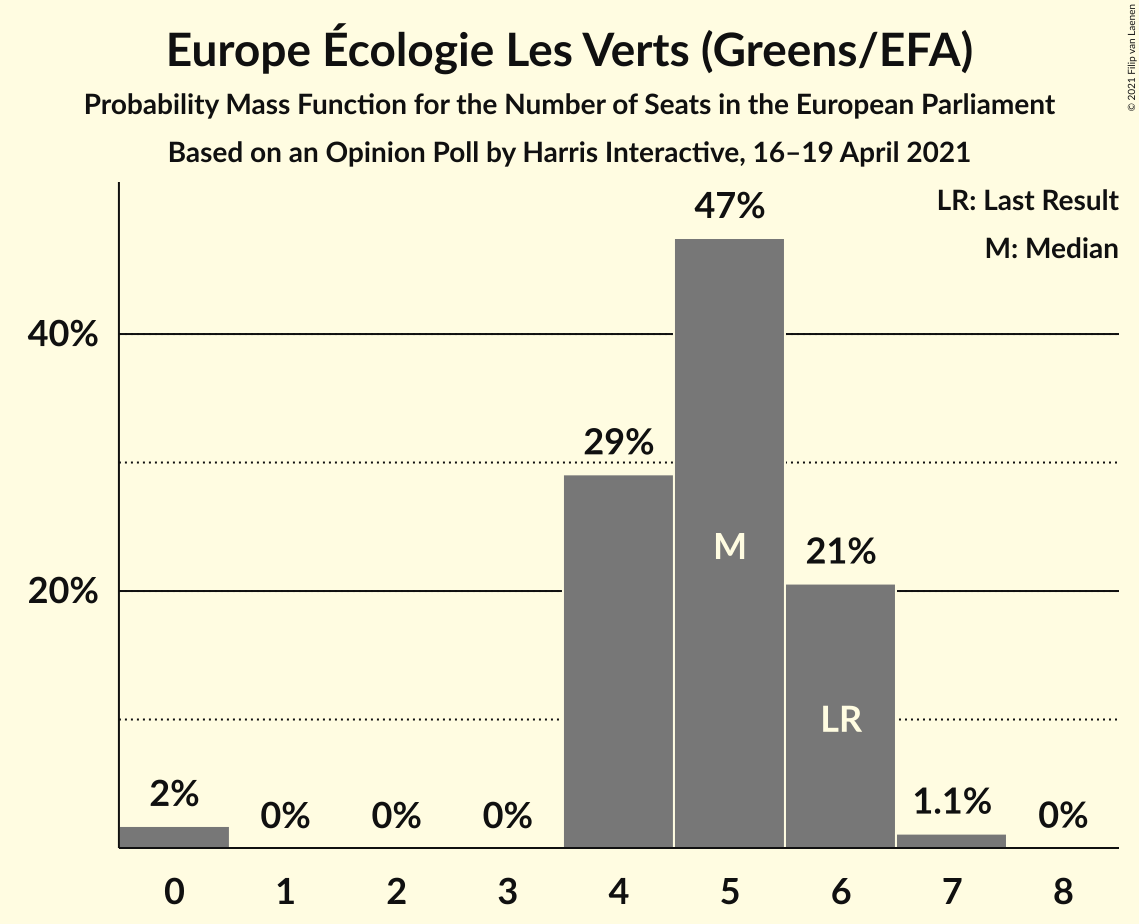 Europe Écologie Les Verts (Greens/EFA)
Probability Mass Function for the Number of Seats in the European Parliament
Based on an Opinion Poll by Harris Interactive, 16–19 April 2021
© 2021 Filip van Laenen
LR: Last Result
M: Median
47%
40%
29%
M
21%
20%
LR
2%
0%
0%
0%
1.1%
0%
0 1 2 3 4 5 6 7 8